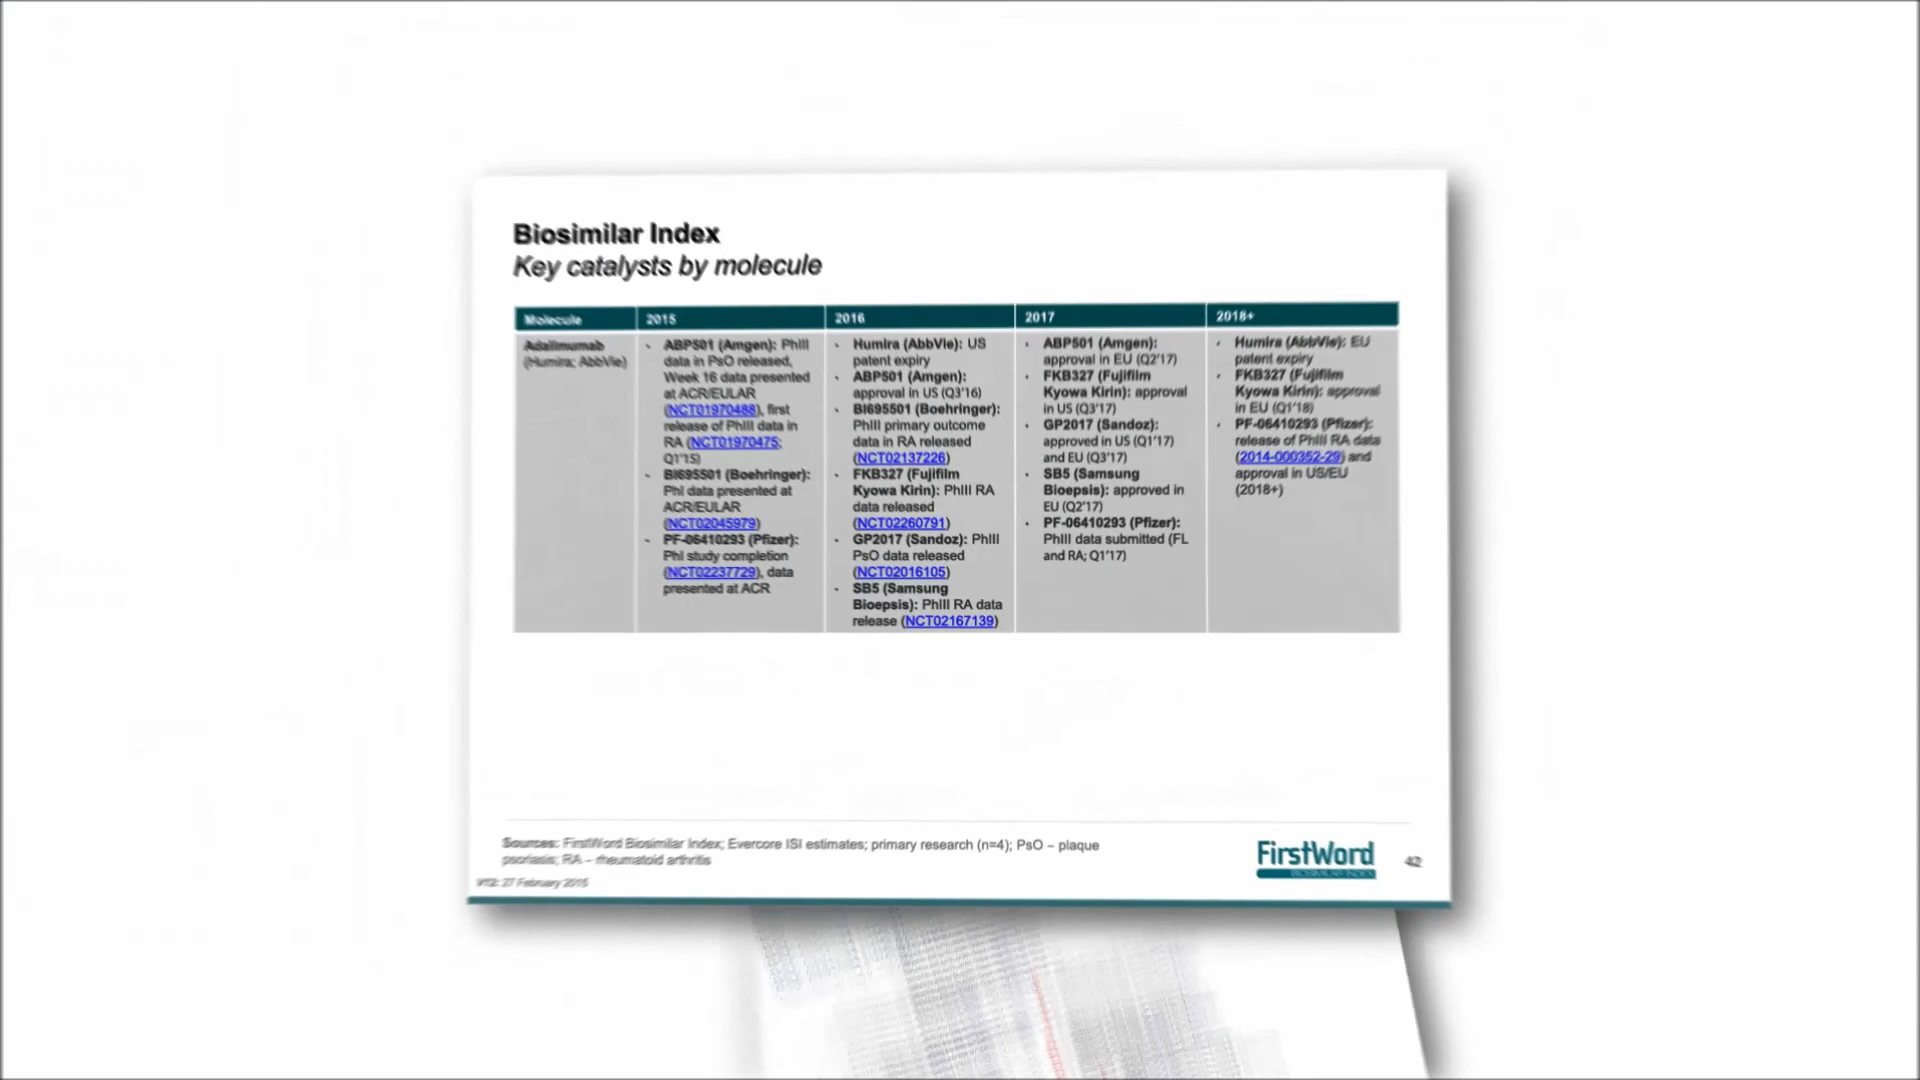 Biosimilar Index
Key catalysts by molecule
Molecule
2015
2016
2017
2018+
Adalimumab
(Humira; AbbVie)
- ABP501 (Amgen): PhIII
data in PsO released,
Week 16 data presented
at ACR/EULAR
(NCT01970488), first
release of PhIII data in
RA (NCT01970475;
Q1'15)
- BI695501 (Boehringer):
PhI data presented at
ACR/EULAR
(NCT02045979)
- PF-06410293 (Pfizer):
PhI study completion
(NCT02237729), data
presented at ACR
- Humira (AbbVie): US
patent expiry
- ABP501 (Amgen):
approval in US (Q3'16)
- BI695501 (Boehringer):
PhIII primary outcome
data in RA released
(NCT02137226)
- FKB327 (Fujifilm
Kyowa Kirin): PhIII RA
data released
(NCT02260791)
- GP2017 (Sandoz): PhIII
PsO data released
(NCT02016105)
- SB5 (Samsung
Bioepsis): PhIII RA data
release (NCT02167139)
- ABP501 (Amgen):
approval in EU (Q2'17)
- FKB327 (Fujifilm
Kyowa Kirin): approval
in US (Q3'17)
- GP2017 (Sandoz):
approved in US (Q1'17)
and EU (Q3'17)
- SB5 (Samsung
Bioepsis): approved in
EU (Q2'17)
- PF-06410293 (Pfizer):
PhIII data submitted (FL
and RA; Q1'17)
- Humira (AbbVie): EU
patent expiry
- FKB327 (Fujifilm
Kyowa Kirin): approval
in EU (Q1'18)
- PF-06410293 (Pfizer):
release of PhIII RA data
(2014-000352-29) and
approval in US/EU
(2018+)
Sources: FirstWord Biosimilar Index; Evercore ISI estimates; primary research (n=4); PsO – plaque
psoriasis; RA – rheumatoid arthritis
27 February 2015
FirstWord
BIOSIMILAR INDEX
42